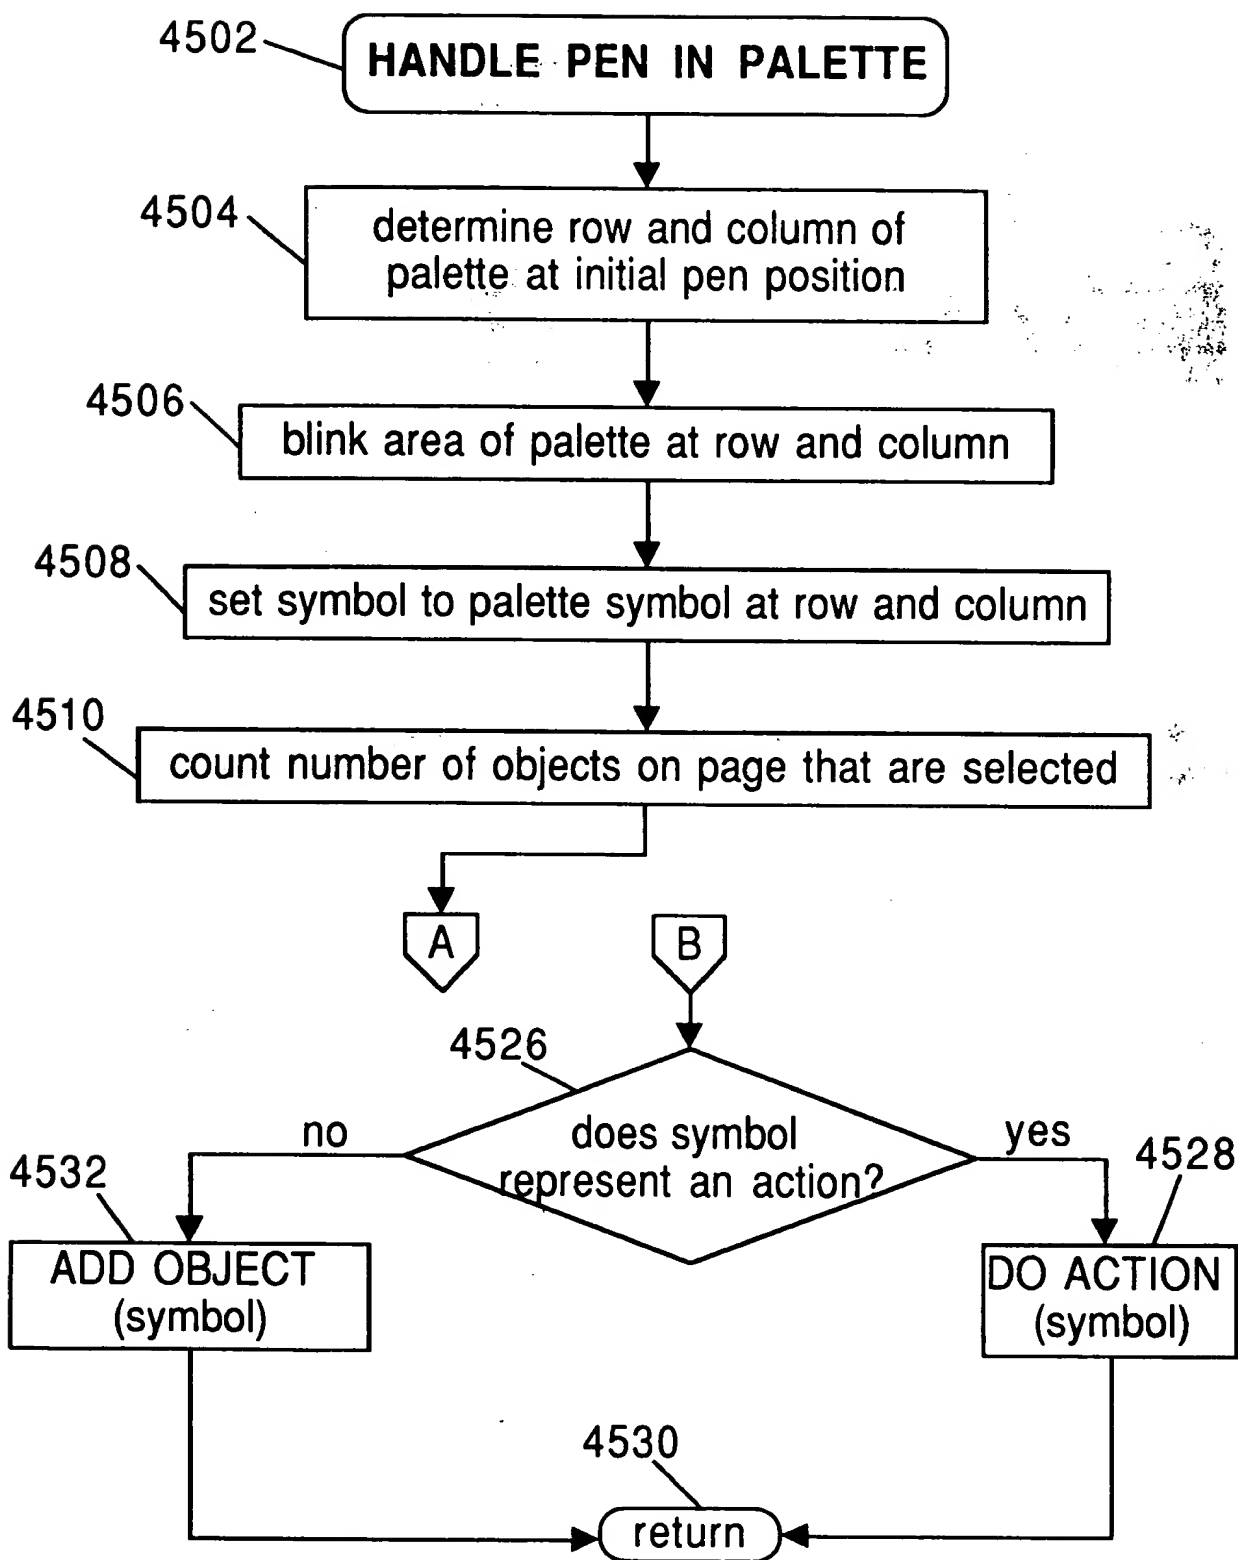 4502
HANDLE PEN IN PALETTE
4504
determine row and column of
palette at initial pen position
4506
blink area of palette at row and column
4508
set symbol to palette symbol at row and column
4510
count number of objects on page that are selected
A
B
4526
does symbol
represent an action?
no
yes
4532
4528
ADD OBJECT
(symbol)
DO ACTION
(symbol)
4530
return